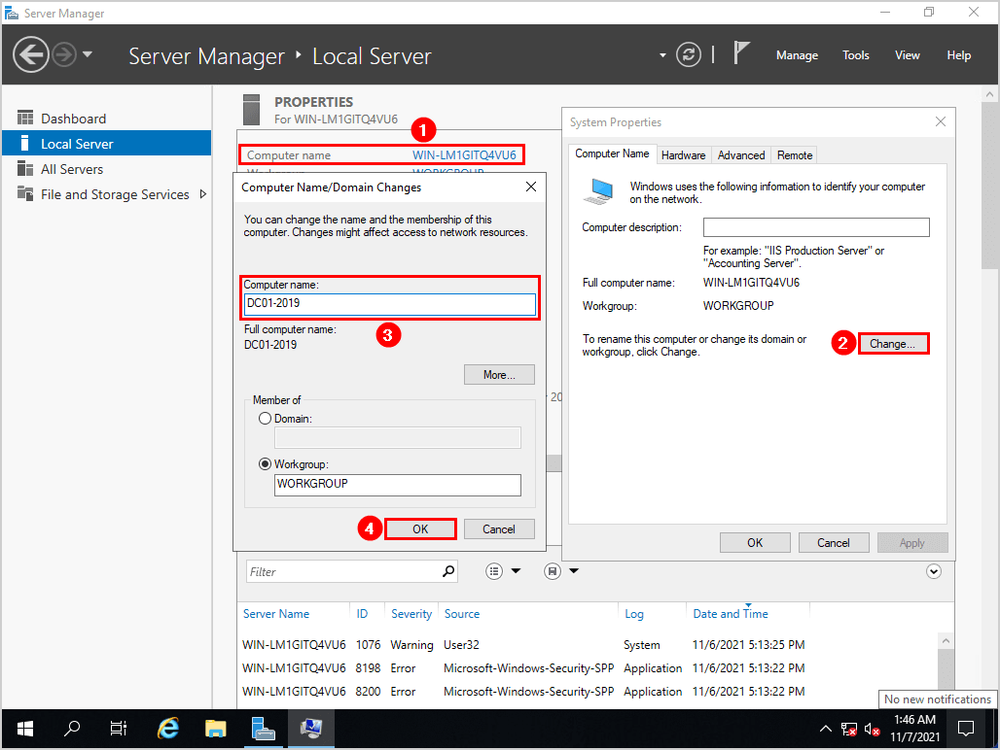 Server Manager
Server Manager ‣ Local Server
Manage Tools View Help
Dashboard
Local Server
All Servers
File and Storage Services
PROPERTIES
For WIN-LM1GITQ4VU6
1
Computer name WIN-LM1GITQ4VU6
WORKGROUP
Computer Name/Domain Changes
You can change the name and the membership of this
computer. Changes might affect access to network resources.
Computer name:
DC01-2019
3
Full computer name:
DC01-2019
More...
Member of
Domain:
Workgroup:
WORKGROUP
4
OK Cancel
20
System Properties
Computer Name Hardware Advanced Remote
Windows uses the following information to identify your computer
on the network.
Computer description:
For example: "IIS Production Server" or
"Accounting Server".
Full computer name: WIN-LM1GITQ4VU6
Workgroup: WORKGROUP
To rename this computer or change its domain or
workgroup, click Change.
2
Change...
OK Cancel Apply
Filter
Server Name ID Severity Source Log Date and Time
WIN-LM1GITQ4VU6 1076 Warning User32 System 11/6/2021 5:13:25 PM
WIN-LM1GITQ4VU6 8198 Error Microsoft-Windows-Security-SPP Application 11/6/2021 5:13:22 PM
WIN-LM1GITQ4VU6 8200 Error Microsoft-Windows-Security-SPP Application 11/6/2021 5:13:22 PM
No new notifications
1:46 AM
11/7/2021